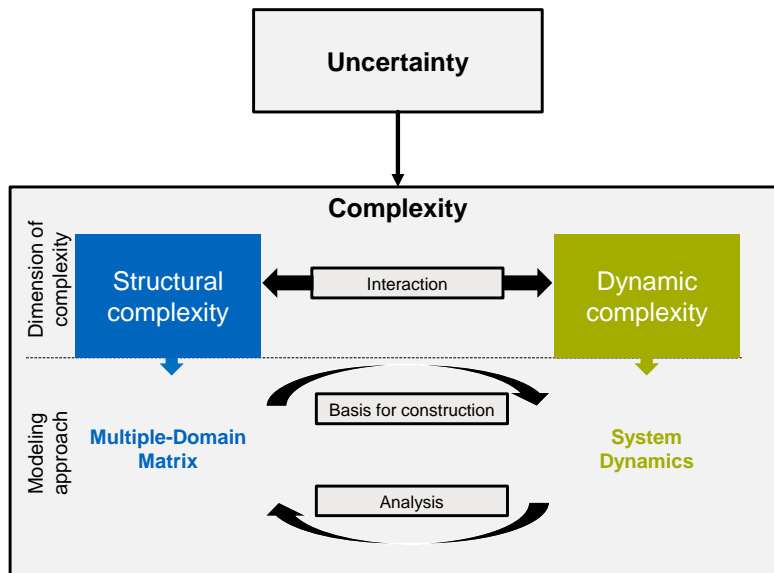 Uncertainty
Complexity
Dimension of
complexity
Structural
complexity
Interaction
Dynamic
complexity
Modeling
approach
Multiple-Domain
Matrix
Basis for construction
System
Dynamics
Analysis